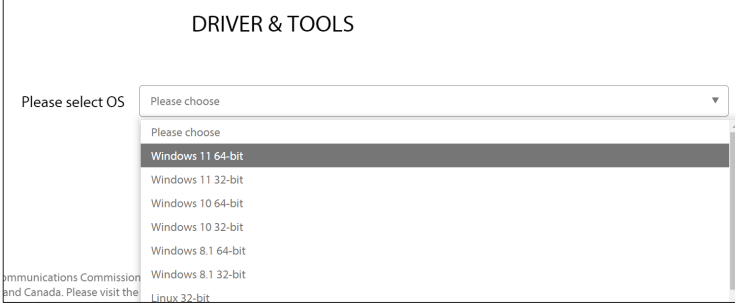 DRIVER & TOOLS
Please select OS
Please choose
Please choose
Windows 11 64-bit
Windows 11 32-bit
Windows 10 64-bit
Windows 10 32-bit
Windows 8.1 64-bit
Windows 8.1 32-bit
Linux 32-bit
ommunications Commission
and Canada. Please visit the